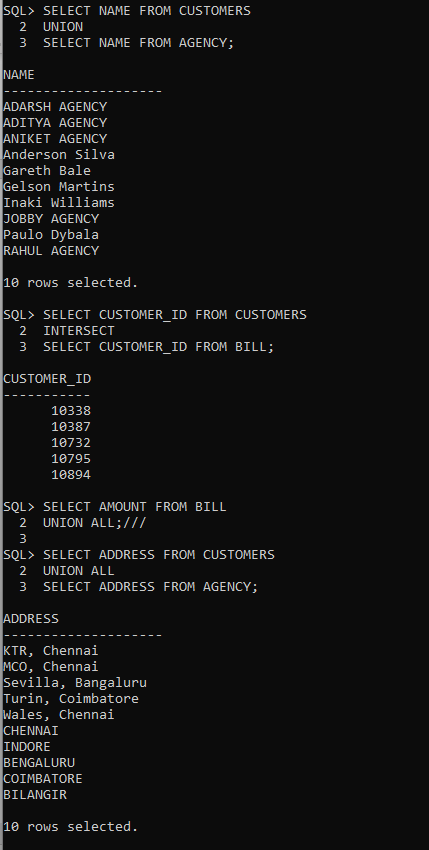 SQL> SELECT NAME FROM CUSTOMERS
2 UNION
3 SELECT NAME FROM AGENCY;
NAME
--------------------
ADARSH AGENCY
ADITYA AGENCY
ANIKET AGENCY
Anderson Silva
Gareth Bale
Gelson Martins
Inaki Williams
JOBBY AGENCY
Paulo Dybala
RAHUL AGENCY
10 rows selected.
SQL> SELECT CUSTOMER_ID FROM CUSTOMERS
2 INTERSECT
3 SELECT CUSTOMER_ID FROM BILL;
CUSTOMER_ID
-----------
10338
10387
10732
10795
10894
SQL> SELECT AMOUNT FROM BILL
2 UNION ALL;///
3
SQL> SELECT ADDRESS FROM CUSTOMERS
2 UNION ALL
3 SELECT ADDRESS FROM AGENCY;
ADDRESS
--------------------
KTR, Chennai
MCO, Chennai
Sevilla, Bangaluru
Turin, Coimbatore
Wales, Chennai
CHENNAI
INDORE
BENGALURU
COIMBATORE
BILANGIR
10 rows selected.